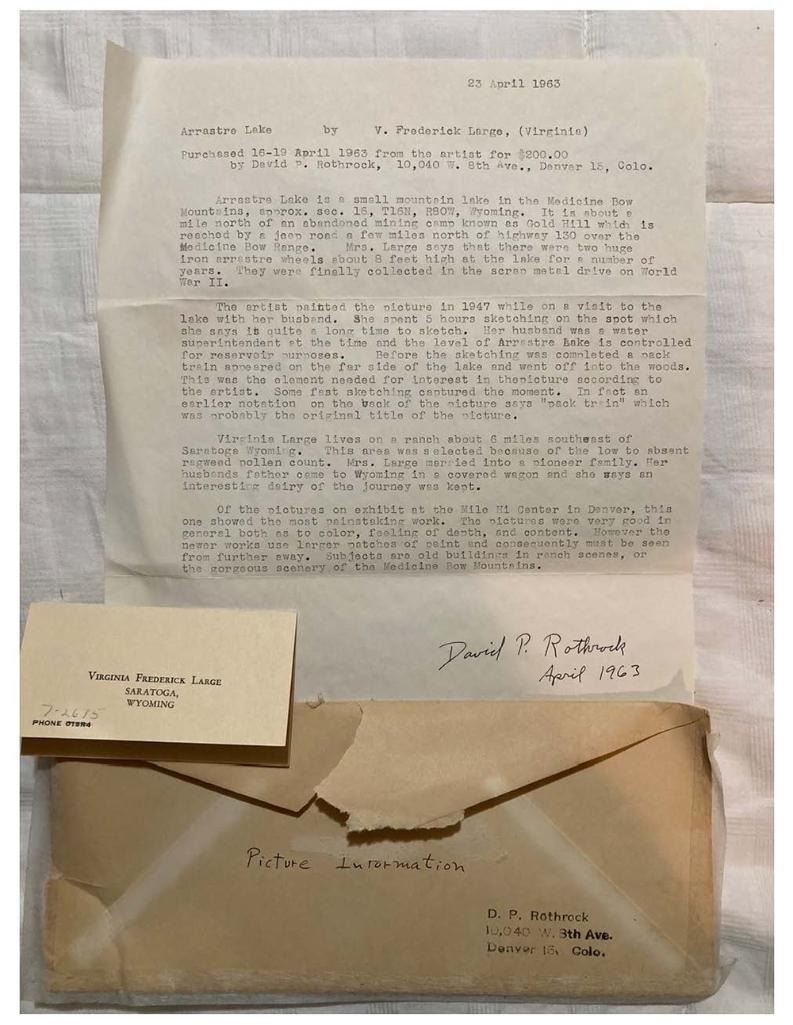 23 April 1963
Arrastre Lake by V. Frederick Large, (Virginia)
Purchased 16-19 April 1963 from the artist for $200.00
by David P. Rothrock, 10,040 W. 8th Ave., Denver 15, Colo.
Arrastre Lake is a small mountain lake in the Medicine Bow
Mountains, approx. sec. 16, T16N, R80W, Wyoming. It is about a
mile north of an abandoned mining camp known as Gold Hill which is
reached by a jeep road a few miles north of highway 130 over the
Medicine Bow Range. Mrs. Large says that there were two huge
iron arrastre wheels about 8 feet high at the lake for a number of
years. They were finally collected in the scrap metal drive on World
War II.
The artist painted the picture in 1947 while on a visit to the
lake with her busband. She spent 5 hours sketching on the spot which
she says is quite a long time to sketch. Her husband was a water
superintendent at the time and the level of Arrastre Lake is controlled
for reservoir purposes. Before the sketching was completed a pack
train appeared on the far side of the lake and went off into the woods.
This was the element needed for interest in thepicture according to
the artist. Some fast sketching captured the moment. In fact an
earlier notation on the back of the picture says "pack train" which
was probably the original title of the picture.
Virginia Large lives on a ranch about 6 miles southeast of
Saratoga Wyoming. This area was selected because of the low to absent
ragweed pollen count. Mrs. Large married into a pioneer family. Her
husbands father came to Wyoming in a covered wagon and she says an
interesting dairy of the journey was kept.
Of the pictures on exhibit at the Mile Hi Center in Denver, this
one showed the most painstaking work. The pictures were very good in
general both as to color, feeling of depth, and content. However the
newer works use larger patches of paint and consequently must be seen
from further away. Subjects are old buildings in ranch scenes, or
the gorgeous scenery of the Medicine Bow Mountains.
David P. Rothrock
April 1963
VIRGINIA FREDERICK LARGE
SARATOGA,
WYOMING
7-2615
PHONE
Picture Information
D. P. Rothrock
10,040 W. 8th Ave.
Denver 15, Colo.